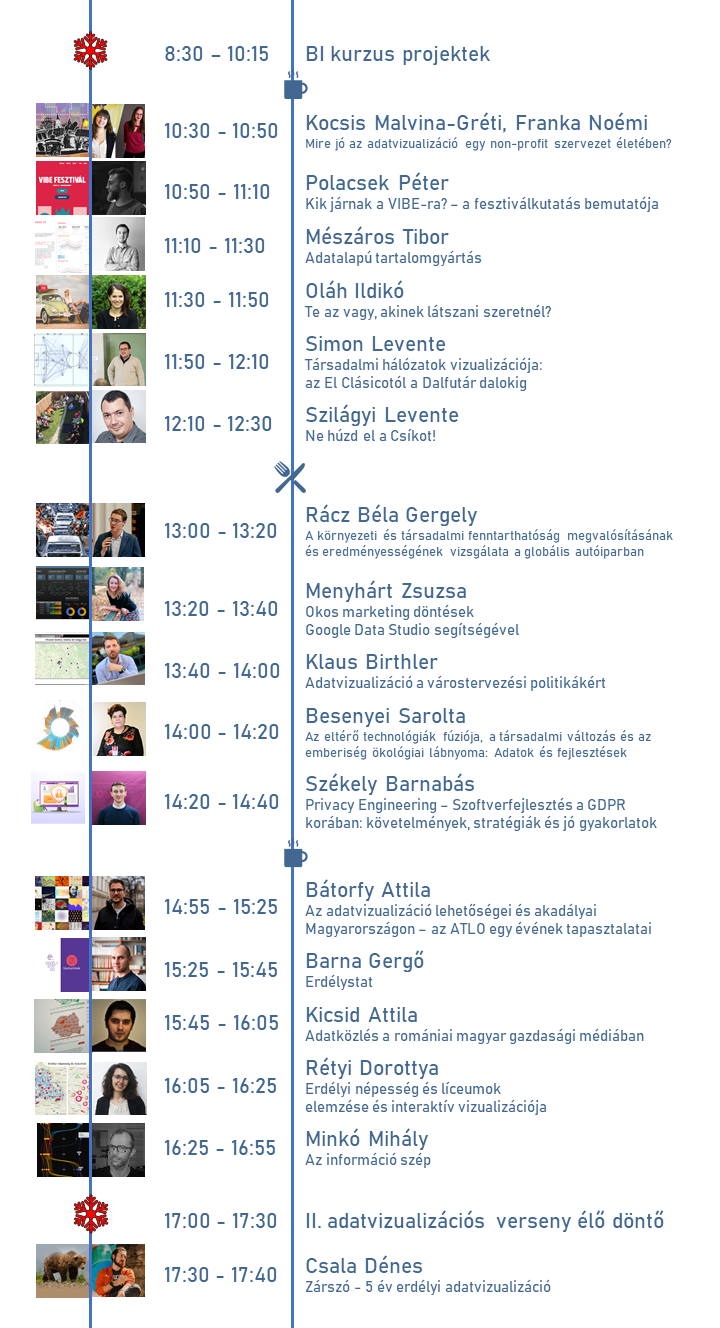 8:30 – 10:15
BI kurzus projektek
10:30 - 10:50
Kocsis Malvina-Gréti, Franka Noémi
Mire jó az adatvizualizáció egy non-profit szervezet életében?
VIBE FESZTIVÁL
10:50 - 11:10
Polacsek Péter
Kik járnak a VIBE-ra? – a fesztiválkutatás bemutatója
11:10 - 11:30
Mészáros Tibor
Adatalapú tartalomgyártás
11:30 - 11:50
Oláh Ildikó
Te az vagy, akinek látszani szeretnél?
11:50 - 12:10
Simon Levente
Társadalmi hálózatok vizualizációja:
az El Clásicotól a Dalfutár dalokig
12:10 - 12:30
Szilágyi Levente
Ne húzd el a Csíkot!
13:00 - 13:20
Rácz Béla Gergely
A környezeti és társadalmi fenntarthatóság megvalósításának
és eredményességének vizsgálata a globális autóiparban
13:20 - 13:40
Menyhárt Zsuzsa
Okos marketing döntések
Google Data Studio segítségével
13:40 - 14:00
Klaus Birthler
Adatvizualizáció a várostervezési politikákért
14:00 - 14:20
Besenyei Sarolta
Az eltérő technológiák fúziója, a társadalmi változás és az
emberiség ökológiai lábnyoma: Adatok és fejlesztések
14:20 - 14:40
Székely Barnabás
Privacy Engineering – Szoftverfejlesztés a GDPR
korában: követelmények, stratégiák és jó gyakorlatok
14:55 - 15:25
Bátorfy Attila
Az adatvizualizáció lehetőségei és akadályai
Magyarországon – az ATLO egy évének tapasztalatai
15:25 - 15:45
Barna Gergő
Erdélystat
15:45 - 16:05
Kicsid Attila
Adatközlés a romániai magyar gazdasági médiában
16:05 - 16:25
Rétyi Dorottya
Erdélyi népesség és líceumok
elemzése és interaktív vizualizációja
16:25 - 16:55
Minkó Mihály
Az információ szép
17:00 - 17:30
II. adatvizualizációs verseny élő döntő
17:30 - 17:40
Csala Dénes
Zárszó - 5 év erdélyi adatvizualizáció